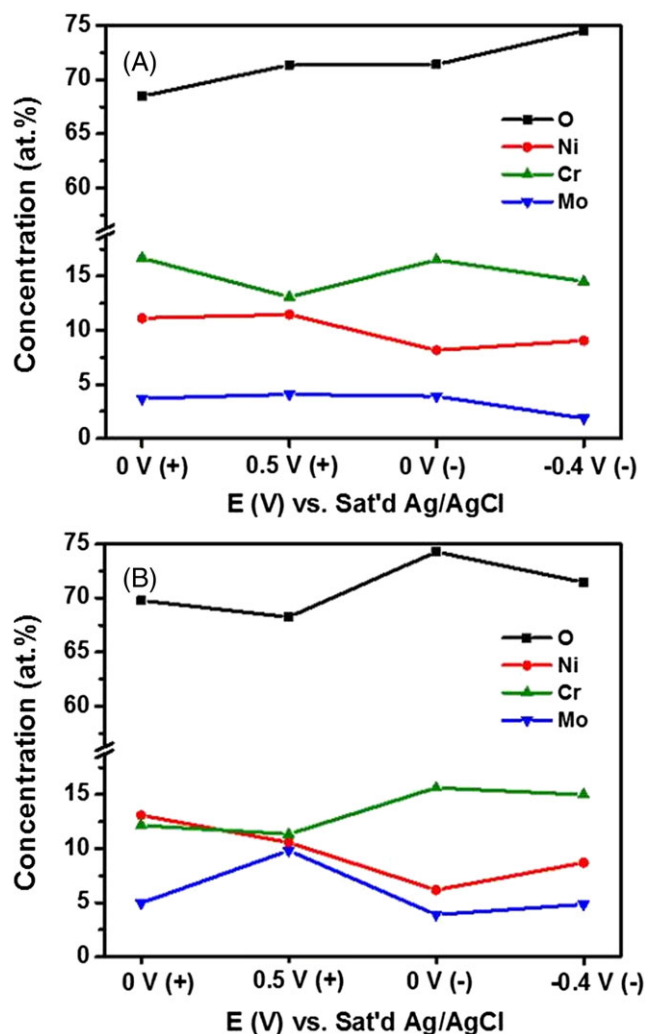 (A)
Concentration (at.%)
75
70
65
60
15
10
5
0
O
Ni
Cr
Mo
0 V (+) 0.5 V (+) 0 V (-) -0.4 V (-)
E (V) vs. Sat'd Ag/AgCl
(B)
Concentration (at.%)
75
70
65
60
15
10
5
0
O
Ni
Cr
Mo
0 V (+) 0.5 V (+) 0 V (-) -0.4 V (-)
E (V) vs. Sat'd Ag/AgCl